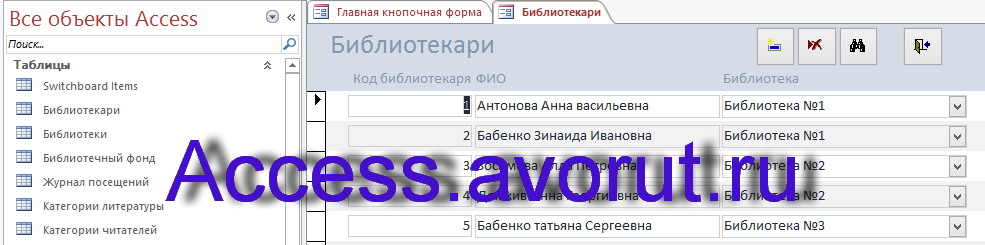 Все объекты Access
Поиск...
Таблицы
Switchboard Items
Библиотекари
Библиотеки
Библиотечный фонд
Журнал посещений
Категории литературы
Категории читателей
Главная кнопочная форма
Библиотекари
Библиотекари
Код библиотекаря ФИО Библиотека
1 Антонова Анна васильевна Библиотека №1
2 Бабенко Зинаида Ивановна Библиотека №1
3 Петровна Библиотека №2
4 Библиотека №2
5 Бабенко татьяна Сергеевна Библиотека №3
Access.avorut.ru